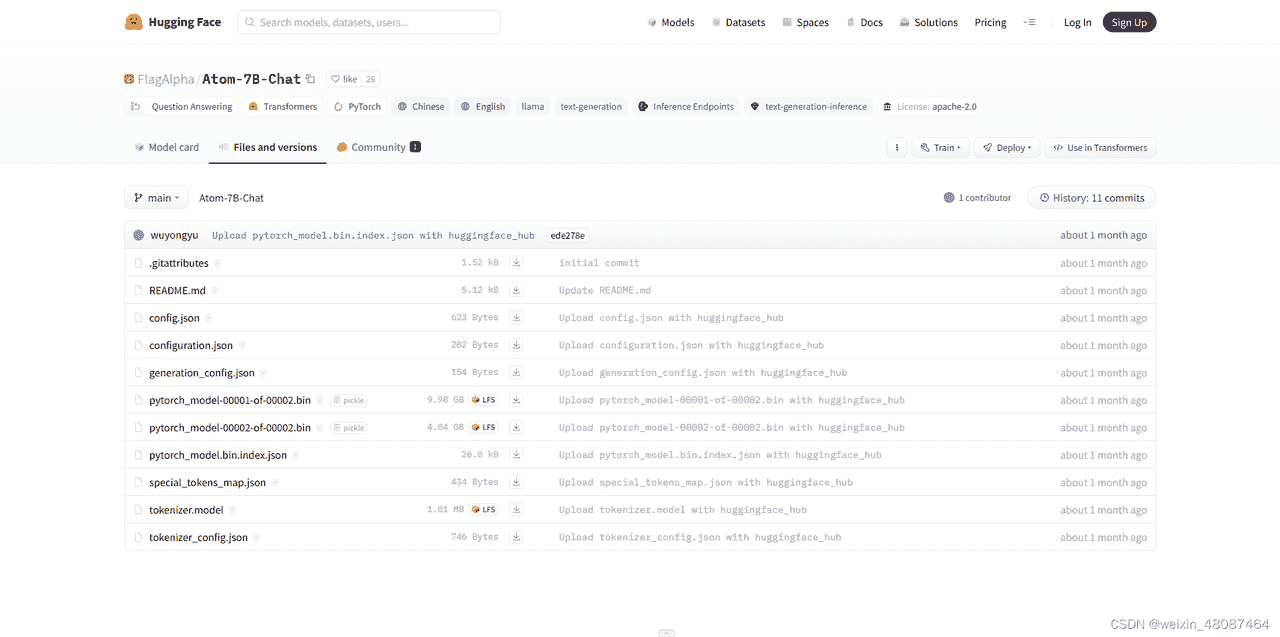 Hugging Face Search models, datasets, users... Models Datasets Spaces Docs Solutions Pricing Log In Sign Up
FlagAlpha/Atom-7B-Chat like 26
Question Answering Transformers PyTorch Chinese English llama text-generation Inference Endpoints text-generation-inference License: apache-2.0
Model card Files and versions Community 1 Train Deploy Use in Transformers
main Atom-7B-Chat 1 contributor History: 11 commits
wuyongyu Upload pytorch_model.bin.index.json with huggingface_hub ede278e about 1 month ago
.gitattributes 1.52 kB initial commit about 1 month ago
README.md 5.12 kB Update README.md about 1 month ago
config.json 623 Bytes Upload config.json with huggingface_hub about 1 month ago
configuration.json 202 Bytes Upload configuration.json with huggingface_hub about 1 month ago
generation_config.json 154 Bytes Upload generation_config.json with huggingface_hub about 1 month ago
pytorch_model-00001-of-00002.bin pickle 9.98 GB LFS Upload pytorch_model-00001-of-00002.bin with huggingface_hub about 1 month ago
pytorch_model-00002-of-00002.bin pickle 4.04 GB LFS Upload pytorch_model-00002-of-00002.bin with huggingface_hub about 1 month ago
pytorch_model.bin.index.json 26.8 kB Upload pytorch_model.bin.index.json with huggingface_hub about 1 month ago
special_tokens_map.json 434 Bytes Upload special_tokens_map.json with huggingface_hub about 1 month ago
tokenizer.model 1.01 MB LFS Upload tokenizer.model with huggingface_hub about 1 month ago
tokenizer_config.json 746 Bytes Upload tokenizer_config.json with huggingface_hub about 1 month ago
CSDN @weixin_48087464